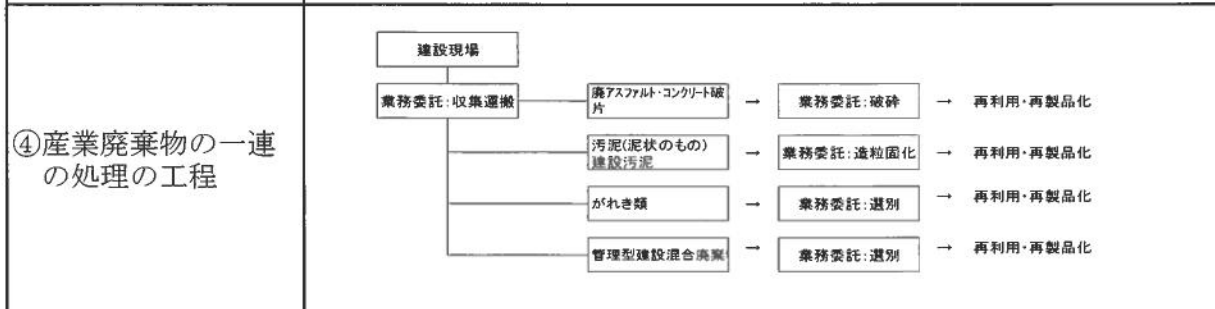 ④産業廃棄物の一連
の処理の工程
建設現場
業務委託:収集運搬
廃アスファルト・コンクリート破
片
→
業務委託:破砕
→
再利用・再製品化
汚泥(泥状のもの)
建設汚泥
→
業務委託:造粒固化
→
再利用・再製品化
がれき類
→
業務委託:選別
→
再利用・再製品化
管理型建設混合廃棄
→
業務委託:選別
→
再利用・再製品化